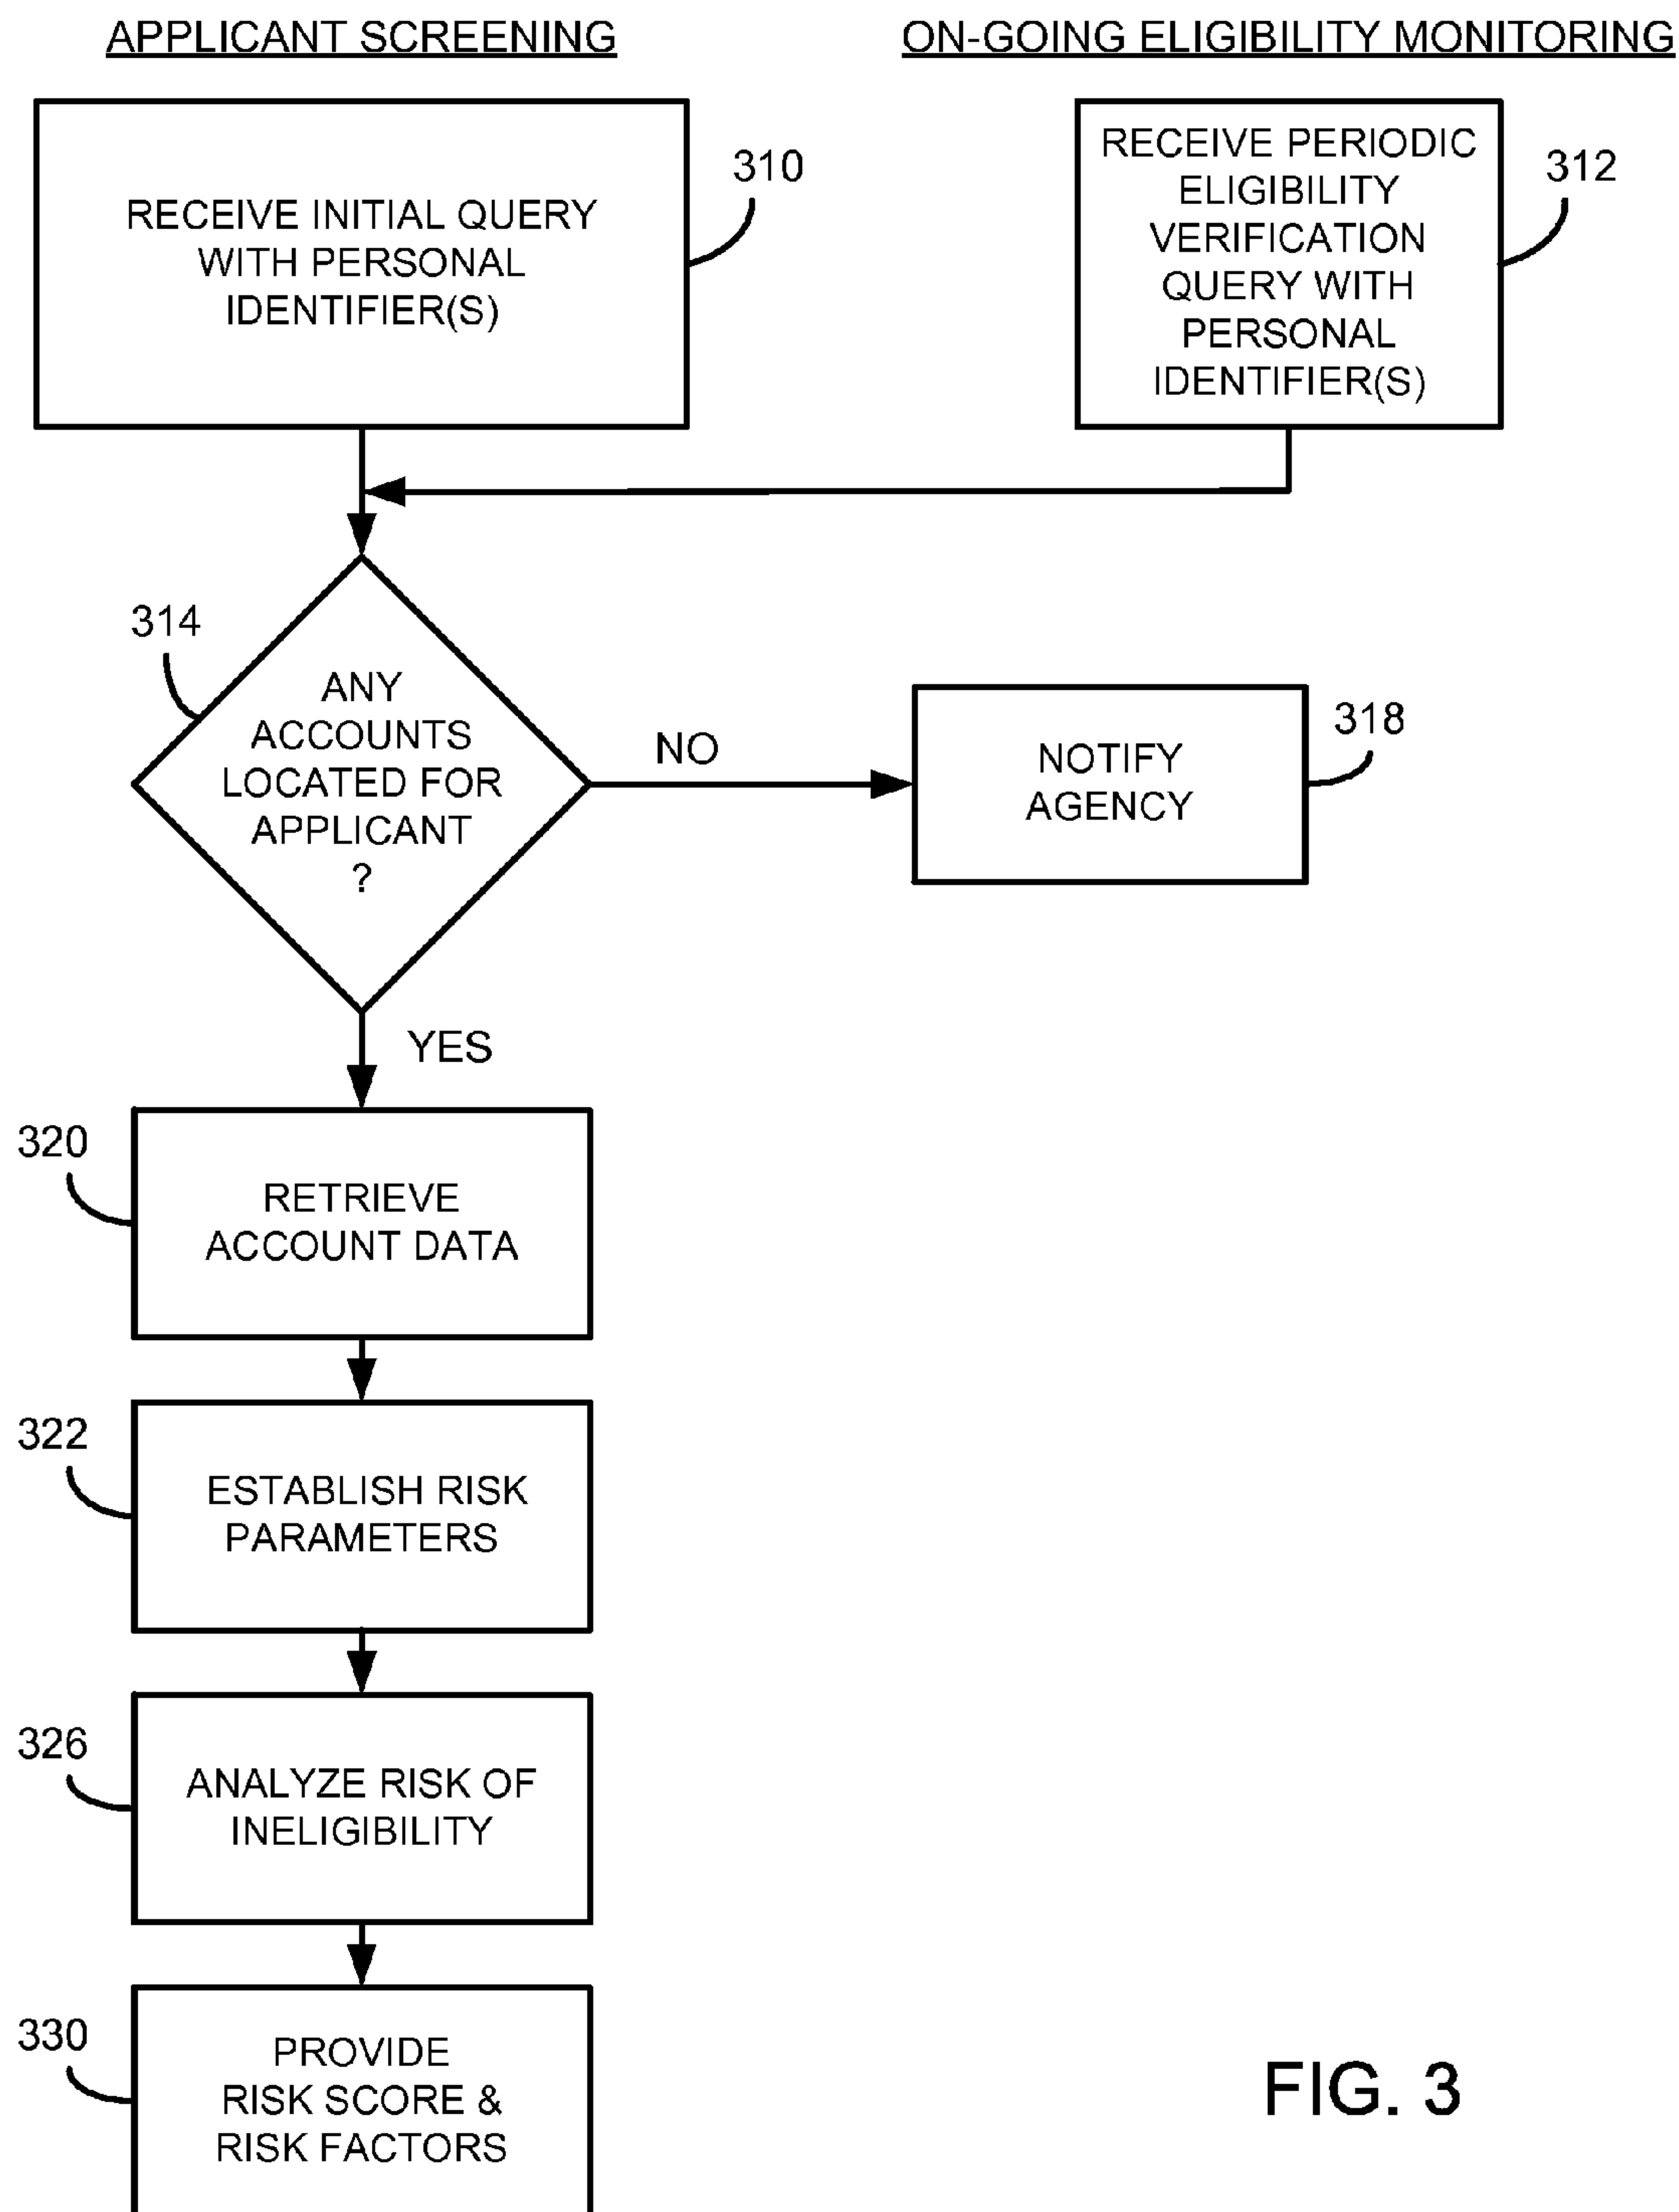 APPLICANT SCREENING
ON-GOING ELIGIBILITY MONITORING
RECEIVE INITIAL QUERY
WITH PERSONAL
IDENTIFIER(S)
310
RECEIVE PERIODIC
ELIGIBILITY
VERIFICATION
QUERY WITH
PERSONAL
IDENTIFIER(S)
312
314
ANY
ACCOUNTS
LOCATED FOR
APPLICANT
?
NO
NOTIFY
AGENCY
318
YES
320
RETRIEVE
ACCOUNT DATA
322
ESTABLISH RISK
PARAMETERS
326
ANALYZE RISK OF
INELIGIBILITY
330
PROVIDE
RISK SCORE &
RISK FACTORS
FIG. 3